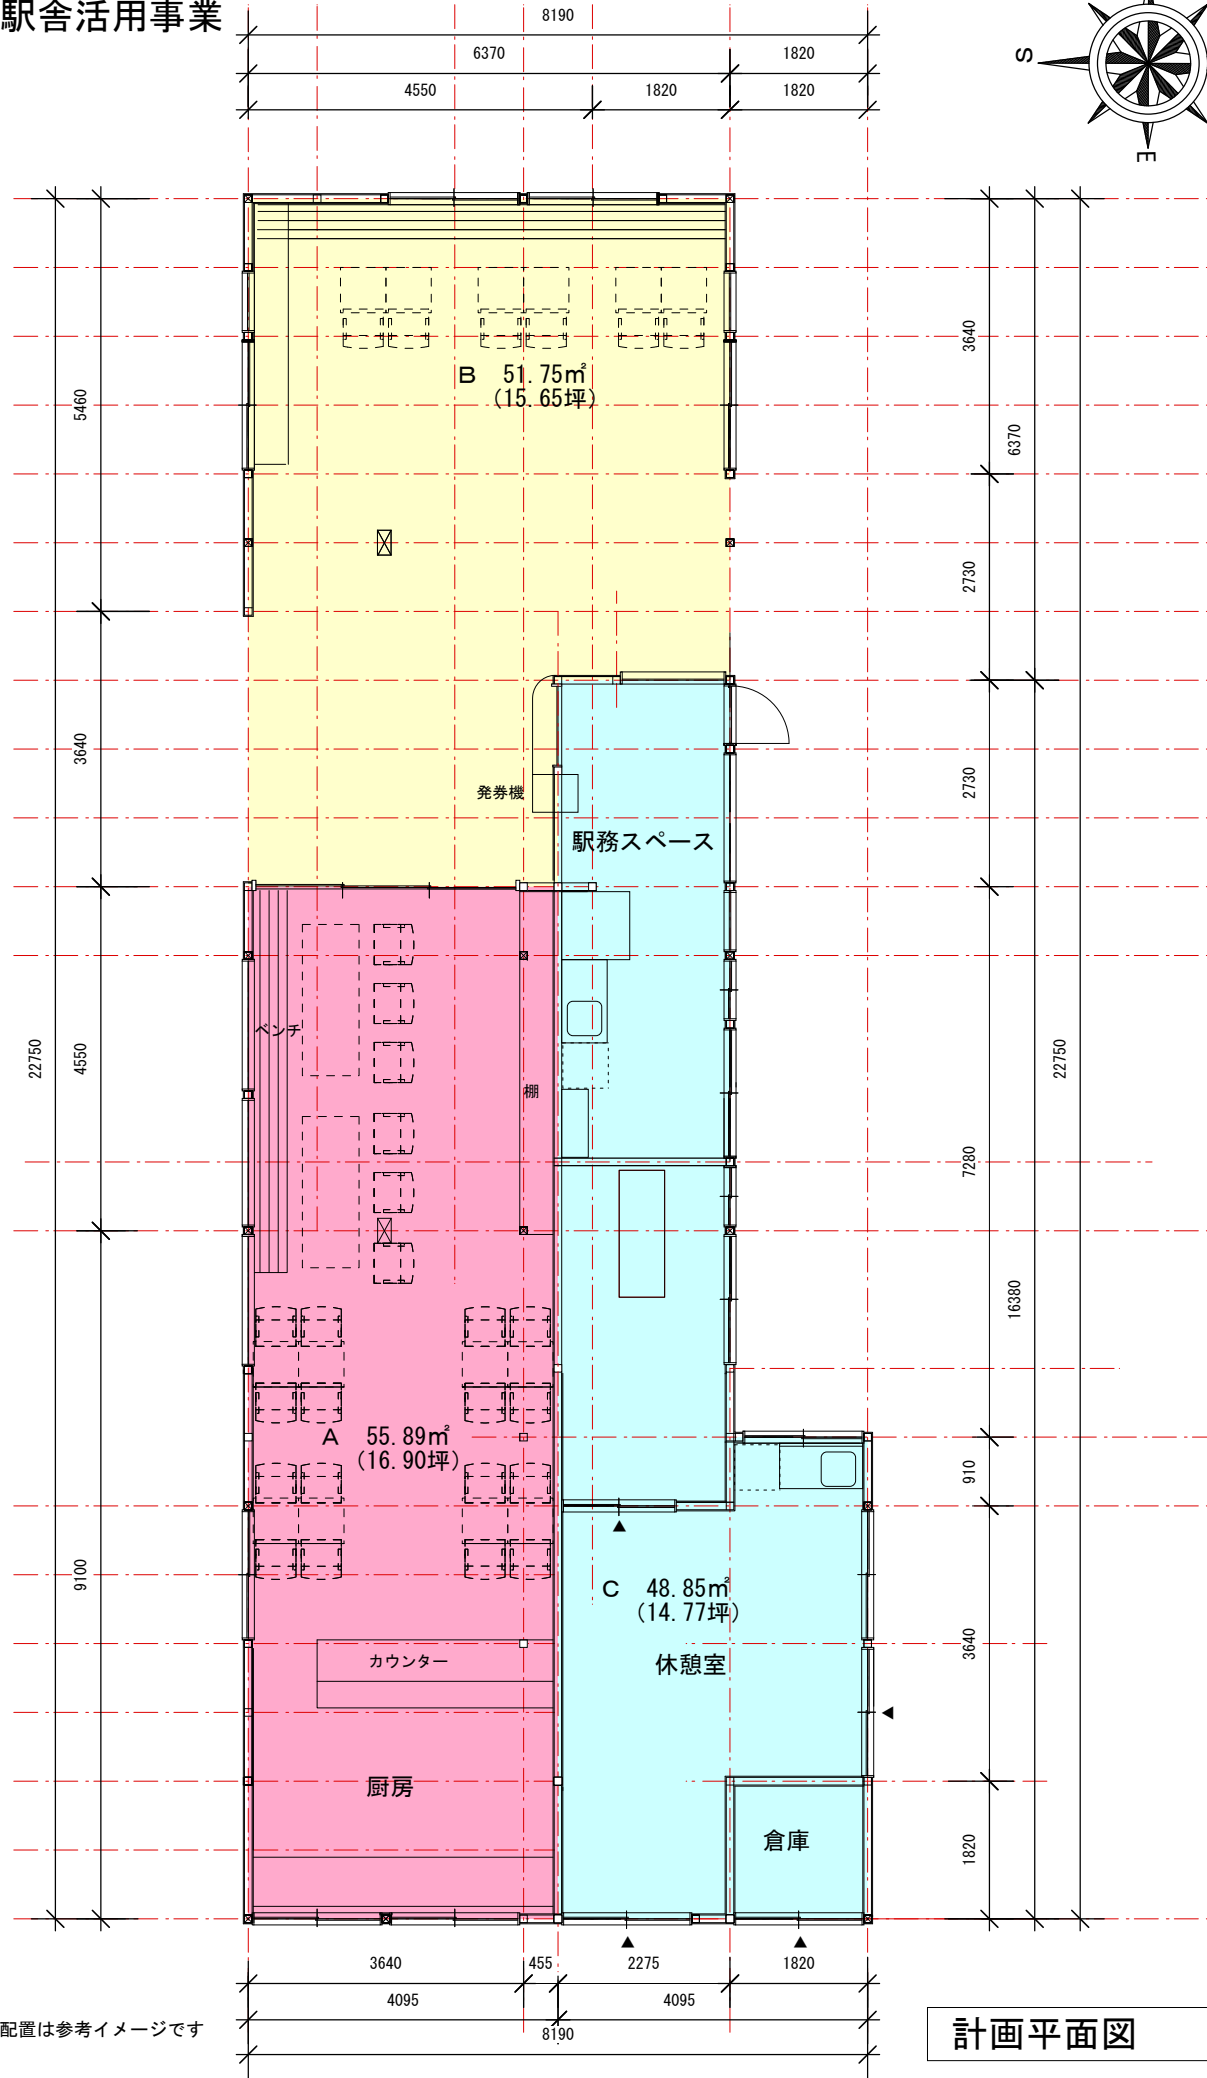 駅舎活用事業
8190
6370
1820
4550
1820
1820
S
E
B 51.75㎡
(15.65坪)
5460
3640
22750
4550
9100
3640
6370
2730
2730
22750
7280
16380
910
3640
1820
発券機
駅務スペース
ベンチ
棚
A 55.89㎡
(16.90坪)
C 48.85㎡
(14.77坪)
休憩室
カウンター
厨房
倉庫
3640
455
2275
1820
4095
4095
8190
配置は参考イメージです
計画平面図